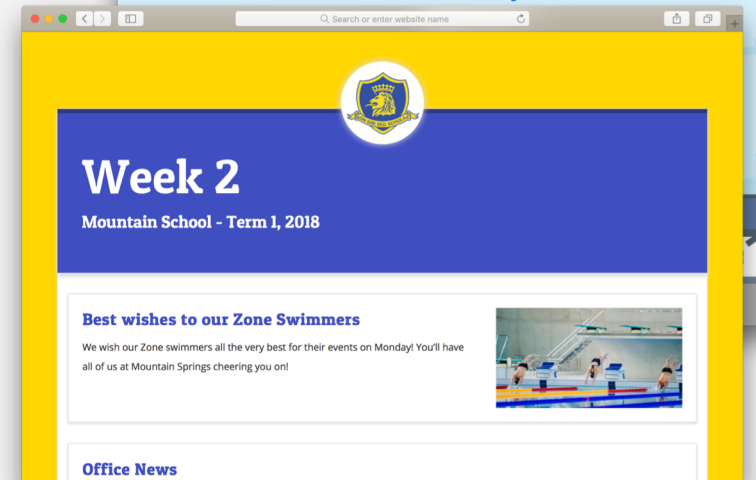 Search or enter website name
Week 2
Mountain School - Term 1, 2018
Best wishes to our Zone Swimmers
We wish our Zone swimmers all the very best for their events on Monday! You'll have
all of us at Mountain Springs cheering you on!
Office News